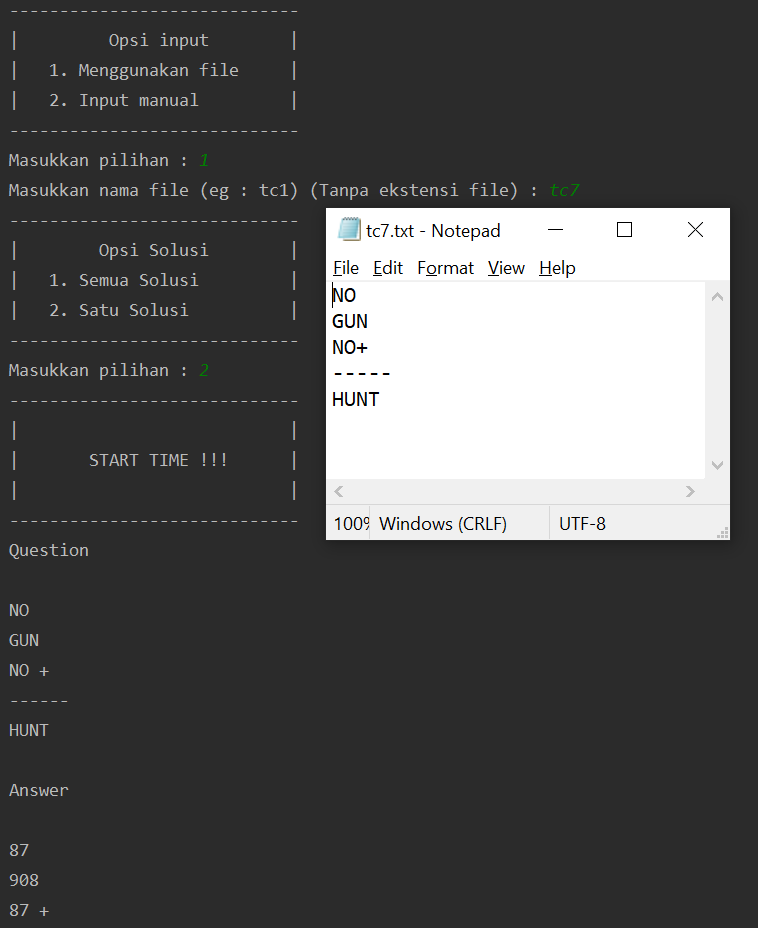 -----------------------------
|         Opsi input        |
|   1. Menggunakan file     |
|   2. Input manual         |
-----------------------------
Masukkan pilihan : 1
Masukkan nama file (eg : tc1) (Tanpa ekstensi file) : tc7
-----------------------------
|        Opsi Solusi        |
|   1. Semua Solusi         |
|   2. Satu Solusi          |
-----------------------------
Masukkan pilihan : 2
-----------------------------
|                           |
|       START TIME !!!      |
|                           |
-----------------------------
Question
NO
GUN
NO +
------
HUNT
Answer
87
908
87 +
tc7.txt - Notepad
File Edit Format View Help
NO
GUN
NO+
-----
HUNT
100% Windows (CRLF) UTF-8